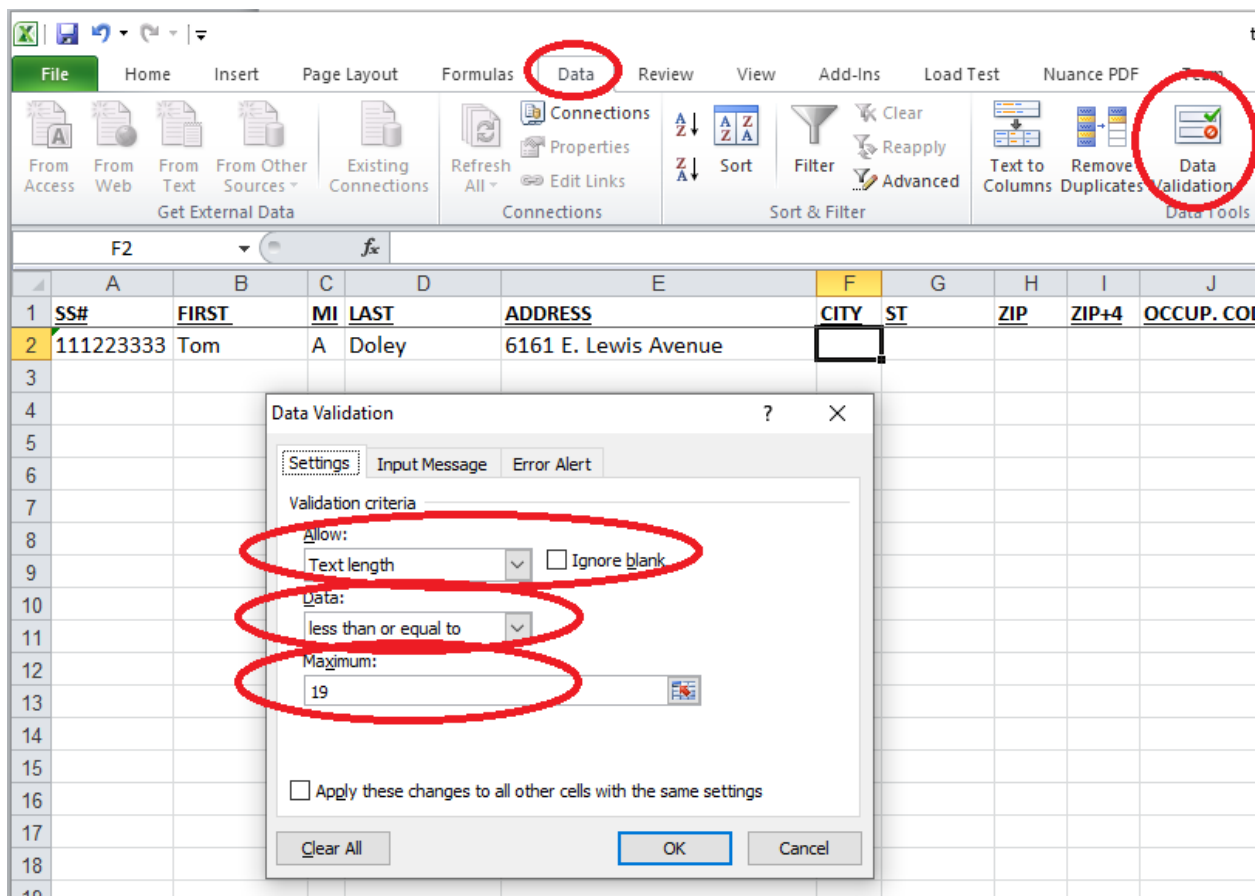 t
File Home Insert Page Layout Formulas Data Review View Add-Ins Load Test Nuance PDF Team
From Access From Web From Text From Other Sources Existing Connections Refresh All Connections Properties Edit Links A Z Z A A Z Z A Sort Filter Clear Reapply Advanced Text to Columns Remove Duplicates Data Validation
Get External Data Connections Sort & Filter Data Tools
F2 fx
A B C D E F G H I J
1 SS# FIRST MI LAST ADDRESS CITY ST ZIP ZIP+4 OCCUP. COD
2 111223333 Tom A Doley 6161 E. Lewis Avenue
3
4
Data Validation ?
5
Settings Input Message Error Alert
6
7
Validation criteria
8
Allow:
9
Text length Ignore blank
10
Data:
11
less than or equal to
12
Maximum:
13
19
14
15
16
Apply these changes to all other cells with the same settings
17
Clear All OK Cancel
18
19